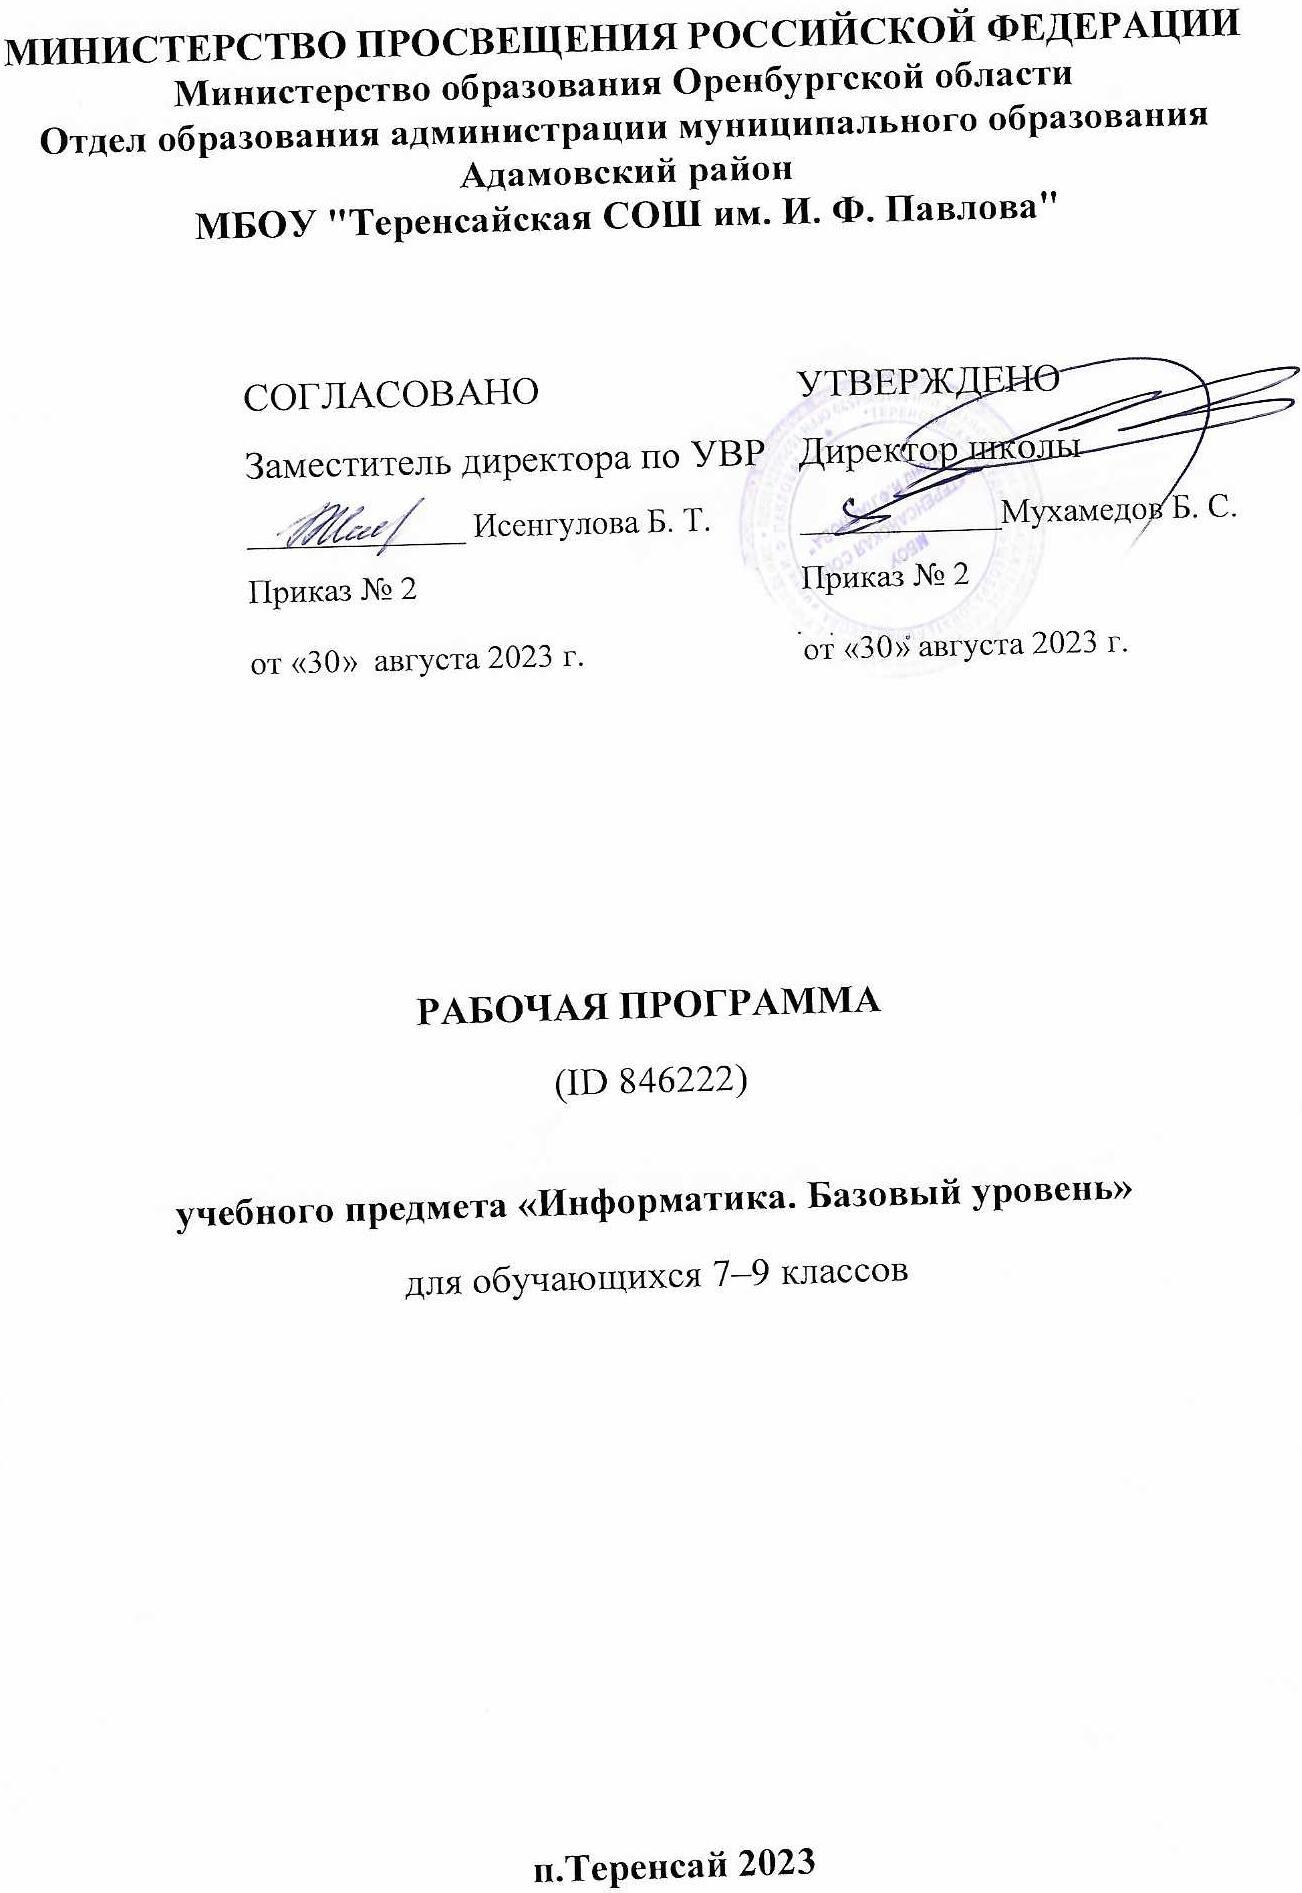 МИНИСТЕРСТВО ПРОСВЕЩЕНИЯ РОССИЙСКОЙ ФЕДЕРАЦИИ
Министерство образования Оренбургской области
Отдел образования администрации муниципального образования
Адамовский район
МБОУ "Теренсайская СОШ им. И. Ф. Павлова"
СОГЛАСОВАНО
Заместитель директора по УВР
Исенгулова Б. Т.
Приказ № 2
от «30» августа 2023 г.
УТВЕРЖДЕНО
Директор школы
Мухамедов Б. С.
Приказ № 2
от «30» августа 2023 г.
РАБОЧАЯ ПРОГРАММА
(ID 846222)
учебного предмета «Информатика. Базовый уровень»
для обучающихся 7–9 классов
п.Теренсай 2023